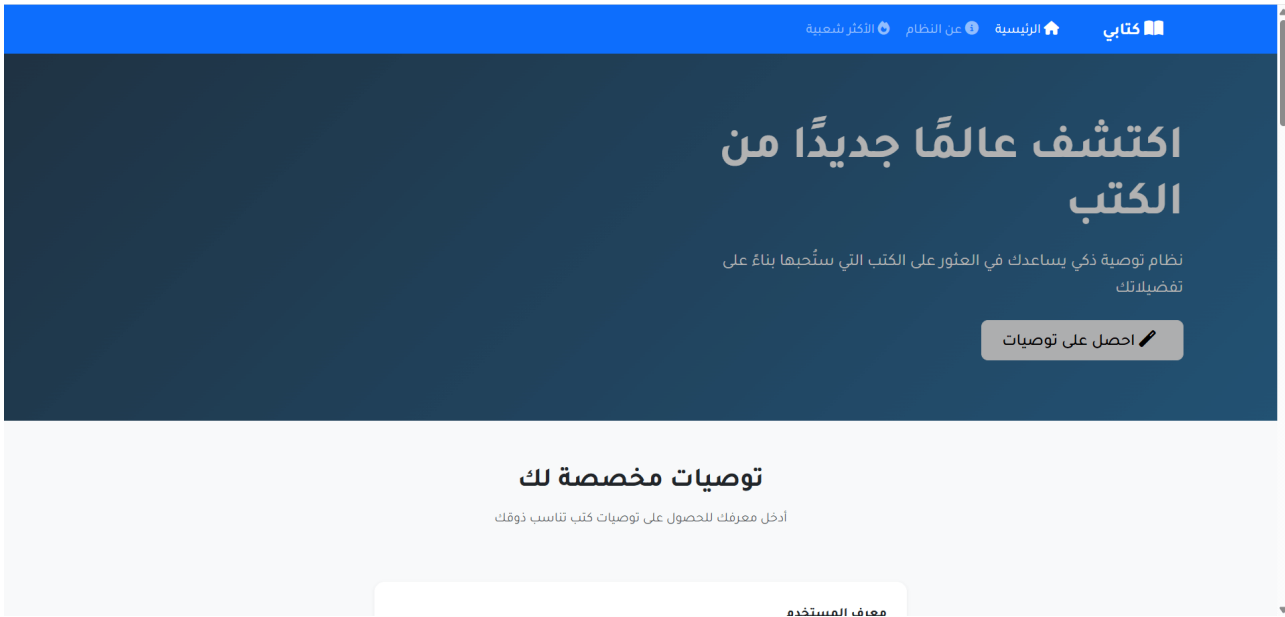 كتابي
الرئيسية
عن النظام
الأكثر شعبية
اكتشف عالمًا جديدًا من
الكتب
نظام توصية ذكي يساعدك في العثور على الكتب التي ستُحبها بناءً على
تفضيلاتك
احصل على توصيات
توصيات مخصصة لك
أدخل معرفك للحصول على توصيات كتب تناسب ذوقك
معرف المستخدم